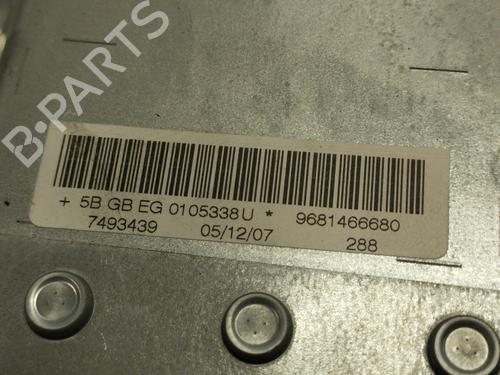 B-PARTS
+ 5B GB EG 0105338U * 9681466680
7493439 05/12/07 288